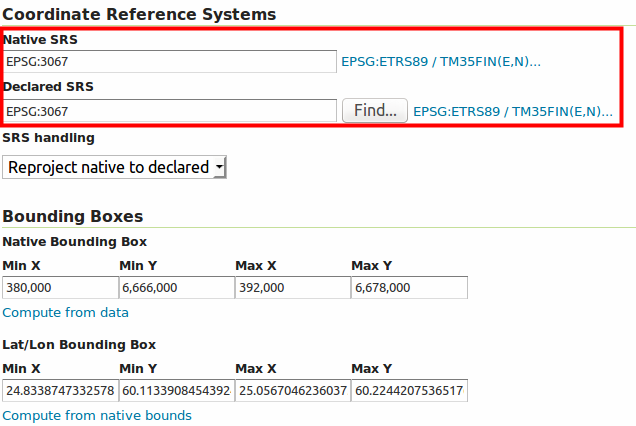 Coordinate Reference Systems
Native SRS
EPSG:3067 EPSG:ETRS89 / TM35FIN(E,N)...
Declared SRS
EPSG:3067 Find... EPSG:ETRS89 / TM35FIN(E,N)...
SRS handling
Reproject native to declared
Bounding Boxes
Native Bounding Box
Min X Min Y Max X Max Y
380,000 6,666,000 392,000 6,678,000
Compute from data
Lat/Lon Bounding Box
Min X Min Y Max X Max Y
24.8338747332578 60.1133908454392 25.0567046236037 60.2244207536517
Compute from native bounds